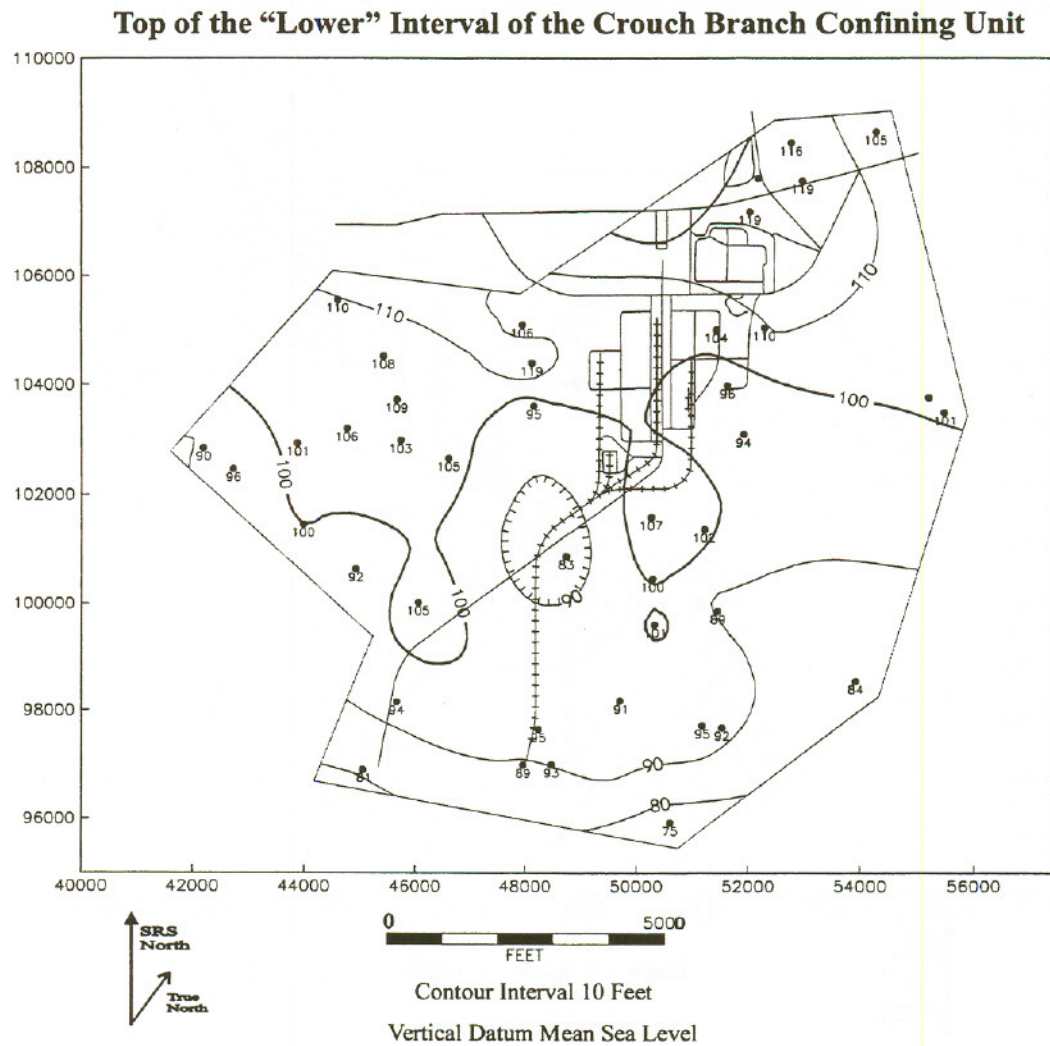 Top of the “Lower” Interval of the Crouch Branch Confining Unit
110000
108000
106000
104000
102000
100000
98000
96000
40000 42000 44000 46000 48000 50000 52000 54000 56000
116 105
119
119
110
110 110
106 104 110
108 119
109 95 96 100 101
106 103 94
101 105
90 96
100
100 107 102
92 83
105 100 90 100
101 89
84
94 91
95 95 92
81 89 93 90
80
75
SRS
North
True
North
0 5000
FEET
Contour Interval 10 Feet
Vertical Datum Mean Sea Level